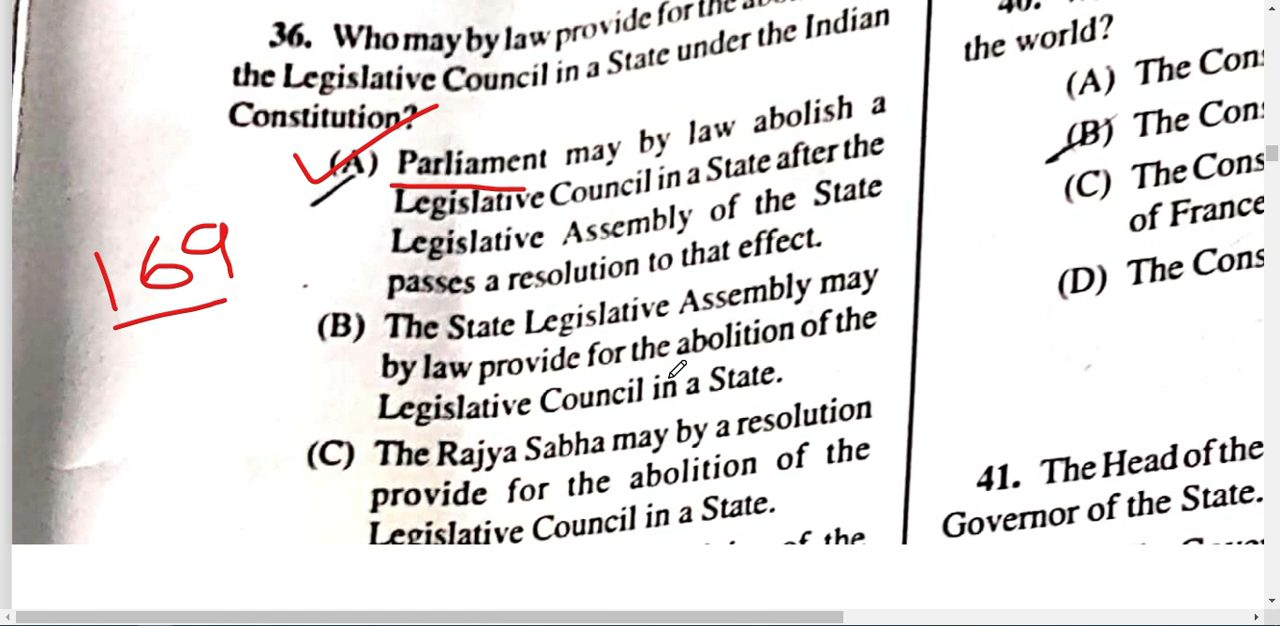 36. Who may by law provide for the
the Legislative Council in a State under the Indian
Constitution?
(A) Parliament may by law abolish a
Legislative Council in a State after the
Legislative Assembly of the State
passes a resolution to that effect.
(B) The State Legislative Assembly may
by law provide for the abolition of the
Legislative Council in a State.
(C) The Rajya Sabha may by a resolution
provide for the abolition of the
Legislative Council in a State.
of the
169
40.
the world?
(A) The Con
(B) The Con
(C) The Cons
of France
(D) The Cons
41. The Head of the
Governor of the State.